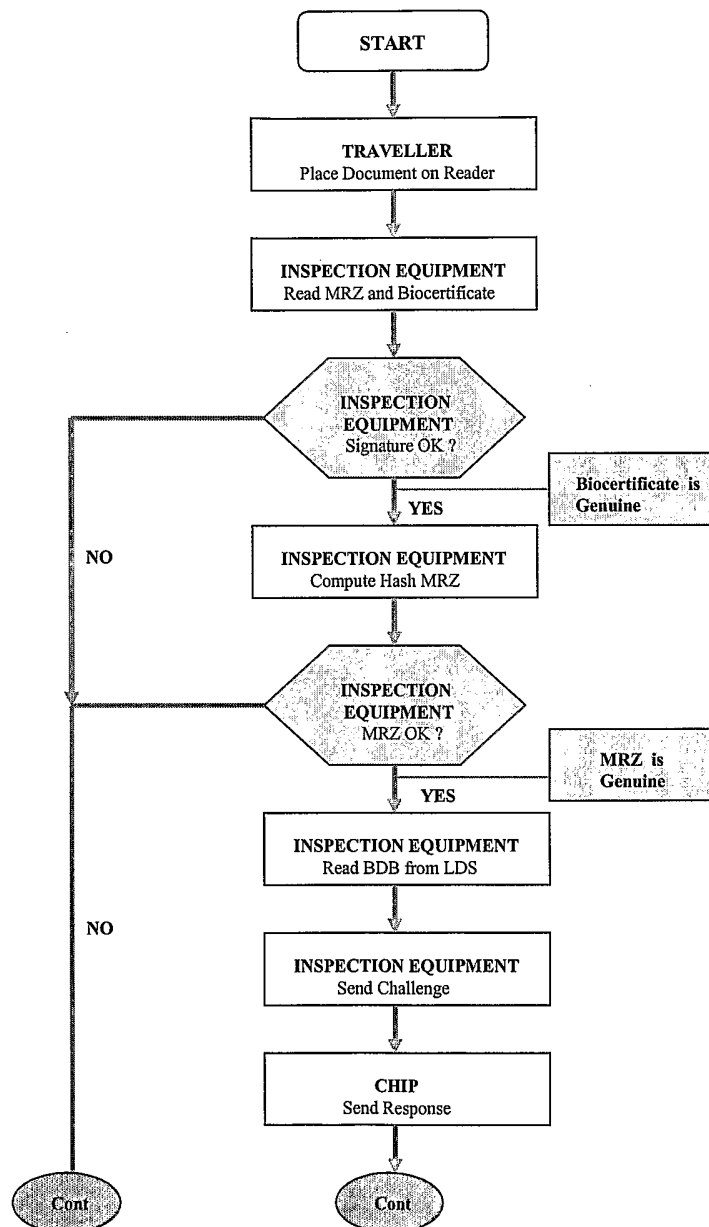 START
TRAVELLER
Place Document on Reader
INSPECTION EQUIPMENT
Read MRZ and Biocertificate
INSPECTION
EQUIPMENT
Signature OK ?
Biocertificate is
Genuine
YES
NO
INSPECTION EQUIPMENT
Compute Hash MRZ
INSPECTION
EQUIPMENT
MRZ OK ?
MRZ is
Genuine
YES
INSPECTION EQUIPMENT
Read BDB from LDS
NO
INSPECTION EQUIPMENT
Send Challenge
CHIP
Send Response
Cont
Cont